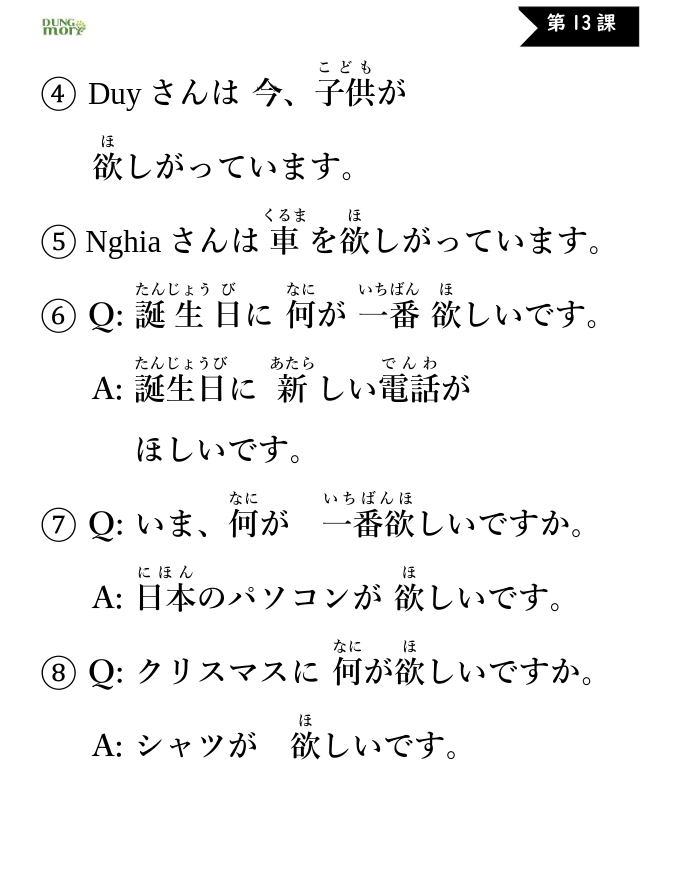 DUNG
mori
第13課
④ Duy さんは 今、子供が
こども
欲しがっています。
ほ
⑤ Nghia さんは 車 を欲しがっています。
くるま ほ
⑥ Q: 誕 生 日に 何が 一番 欲しいです。
たんじょう び なに いちばん ほ
A: 誕生日に 新 しい電話が
たんじょうび あたら でんわ
ほしいです。
⑦ Q: いま、何が 一番欲しいですか。
なに いちばんほ
A: 日本のパソコンが 欲しいです。
にほん ほ
⑧ Q: クリスマスに 何が欲しいですか。
なに ほ
A: シャツが 欲しいです。
ほ